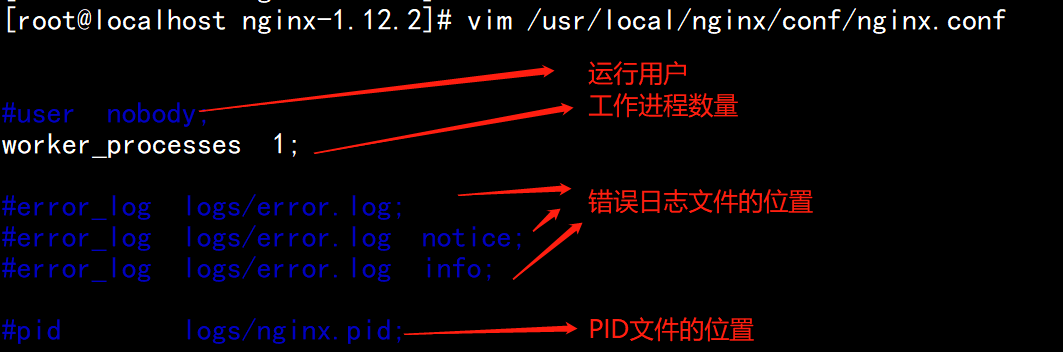 [root@localhost nginx-1.12.2]# vim /usr/local/nginx/conf/nginx.conf
运行用户
#user  nobody;
工作进程数量
worker_processes  1;
错误日志文件的位置
#error_log  logs/error.log;
#error_log  logs/error.log  notice;
#error_log  logs/error.log  info;
PID文件的位置
#pid        logs/nginx.pid;